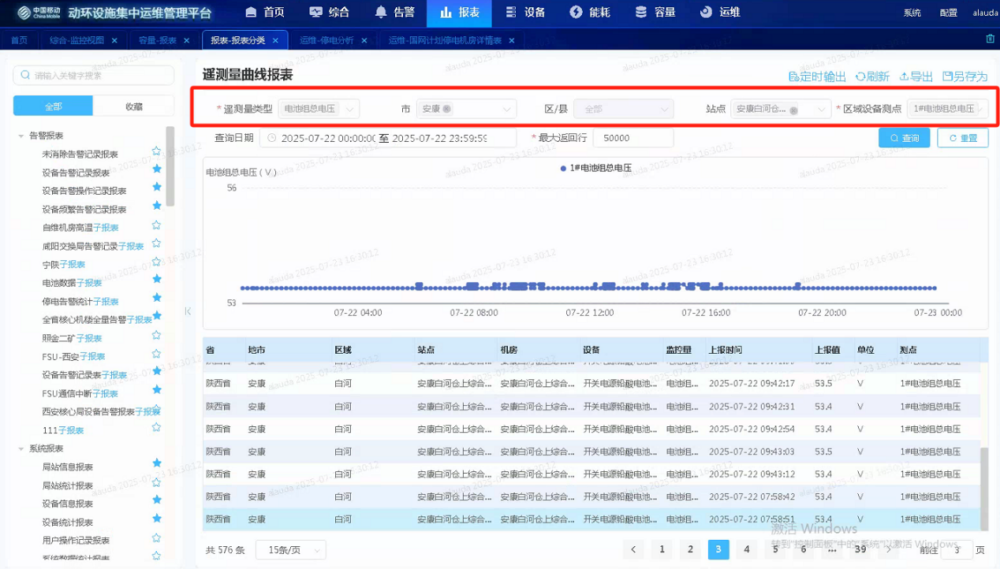 中国移动
China Mobile
动环设施集中运维管理平台
首页 综合 告警 报表 设备 能耗 容量 运维
系统 配置 alauda
首页 综合-监控视图 × 容量-报表 × 报表-报表分类 × 运维-停电分析 × 运维-国网计划停电机房详情表 ×
请输入关键字搜索
全部 收藏
告警报表
未消除告警记录报表
设备告警记录报表
设备告警操作记录报表
设备频繁告警记录报表
自维机房高温子报表
咸阳交换局告警记录子报表
宁陕子报表
电池数据子报表
停电告警统计子报表
全省核心机楼全量告警子报表
照金二矿子报表
FSU-西安子报表
设备告警记录表子报表
FSU通信中断子报表
西安核心局设备告警报表子报表
111子报表
系统报表
局站信息报表
局站统计报表
设备信息报表
设备统计报表
用户操作记录报表
系统数据统计报表
遥测量曲线报表
定时输出 刷新 导出 另存为
* 遥测量类型 电池组总电压 市 安康 区/县 全部 站点 安康白河仓... * 区域设备测点 1#电池组总电压
查询日期 2025-07-22 00:00:00 至 2025-07-22 23:59:59 * 最大返回行 50000 查询 重置
电池组总电压 ( V )
1#电池组总电压
56
53
07-22 04:00 07-22 08:00 07-22 12:00 07-22 16:00 07-22 20:00 07-23 00:00
省 地市 区域 站点 机房 设备 监控量 上报时间 上报值 单位 测点
陕西省 安康 白河 安康白河仓上综合... 安康白河仓上综合... 开关电源铅酸电池... 电池组... 2025-07-22 09:42:17 53.5 V 1#电池组总电压
陕西省 安康 白河 安康白河仓上综合... 安康白河仓上综合... 开关电源铅酸电池... 电池组... 2025-07-22 09:42:31 53.4 V 1#电池组总电压
陕西省 安康 白河 安康白河仓上综合... 安康白河仓上综合... 开关电源铅酸电池... 电池组... 2025-07-22 09:42:54 53.4 V 1#电池组总电压
陕西省 安康 白河 安康白河仓上综合... 安康白河仓上综合... 开关电源铅酸电池... 电池组... 2025-07-22 09:43:03 53.5 V 1#电池组总电压
陕西省 安康 白河 安康白河仓上综合... 安康白河仓上综合... 开关电源铅酸电池... 电池组... 2025-07-22 09:43:12 53.4 V 1#电池组总电压
陕西省 安康 白河 安康白河仓上综合... 安康白河仓上综合... 开关电源铅酸电池... 电池组... 2025-07-22 07:58:42 53.4 V 1#电池组总电压
陕西省 安康 白河 安康白河仓上综合... 安康白河仓上综合... 开关电源铅酸电池... 电池组... 2025-07-22 07:58:51 53.4 V 1#电池组总电压
激活 Windows
转到"控制面板"中的"系统"以激活 Windows。
共 576 条 15条/页 < 1 2 3 4 5 6 ... 39 > 前往 3 页
alauda 2025-07-23 16:30:12